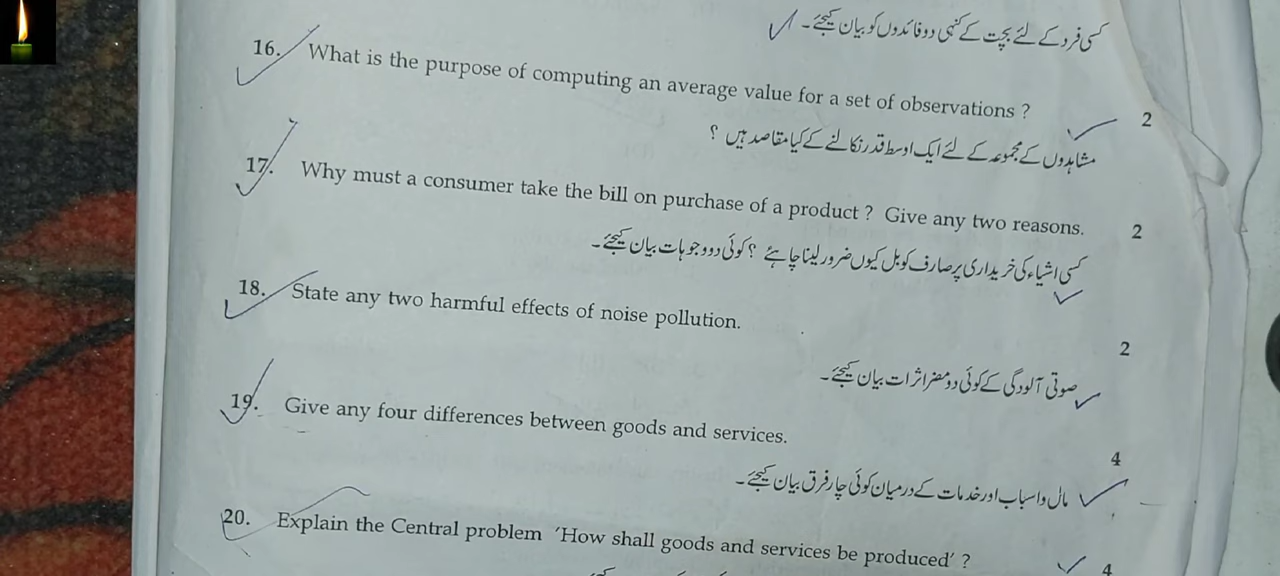 کسی فرد کے لئے بچت کے کنہی دو فائدوں کو بیان کیجئے۔
16. What is the purpose of computing an average value for a set of observations ? 2
مشاہدوں کے مجموعہ کے لئے ایک اوسط قدر نکالنے کے کیا مقاصد ہیں ؟
17. Why must a consumer take the bill on purchase of a product ? Give any two reasons. 2
کسی اشیاء کی خریداری پر صارف کو بل کیوں ضرور لینا چاہئے ؟ کوئی دو وجوہات بیان کیجئے۔
18. State any two harmful effects of noise pollution. 2
صوتی آلودگی کے کوئی دو مضر اثرات بیان کیجئے۔
19. Give any four differences between goods and services. 4
مال و اسباب اور خدمات کے درمیان کوئی چار فرق بیان کیجئے۔
20. Explain the Central problem 'How shall goods and services be produced' ? 4